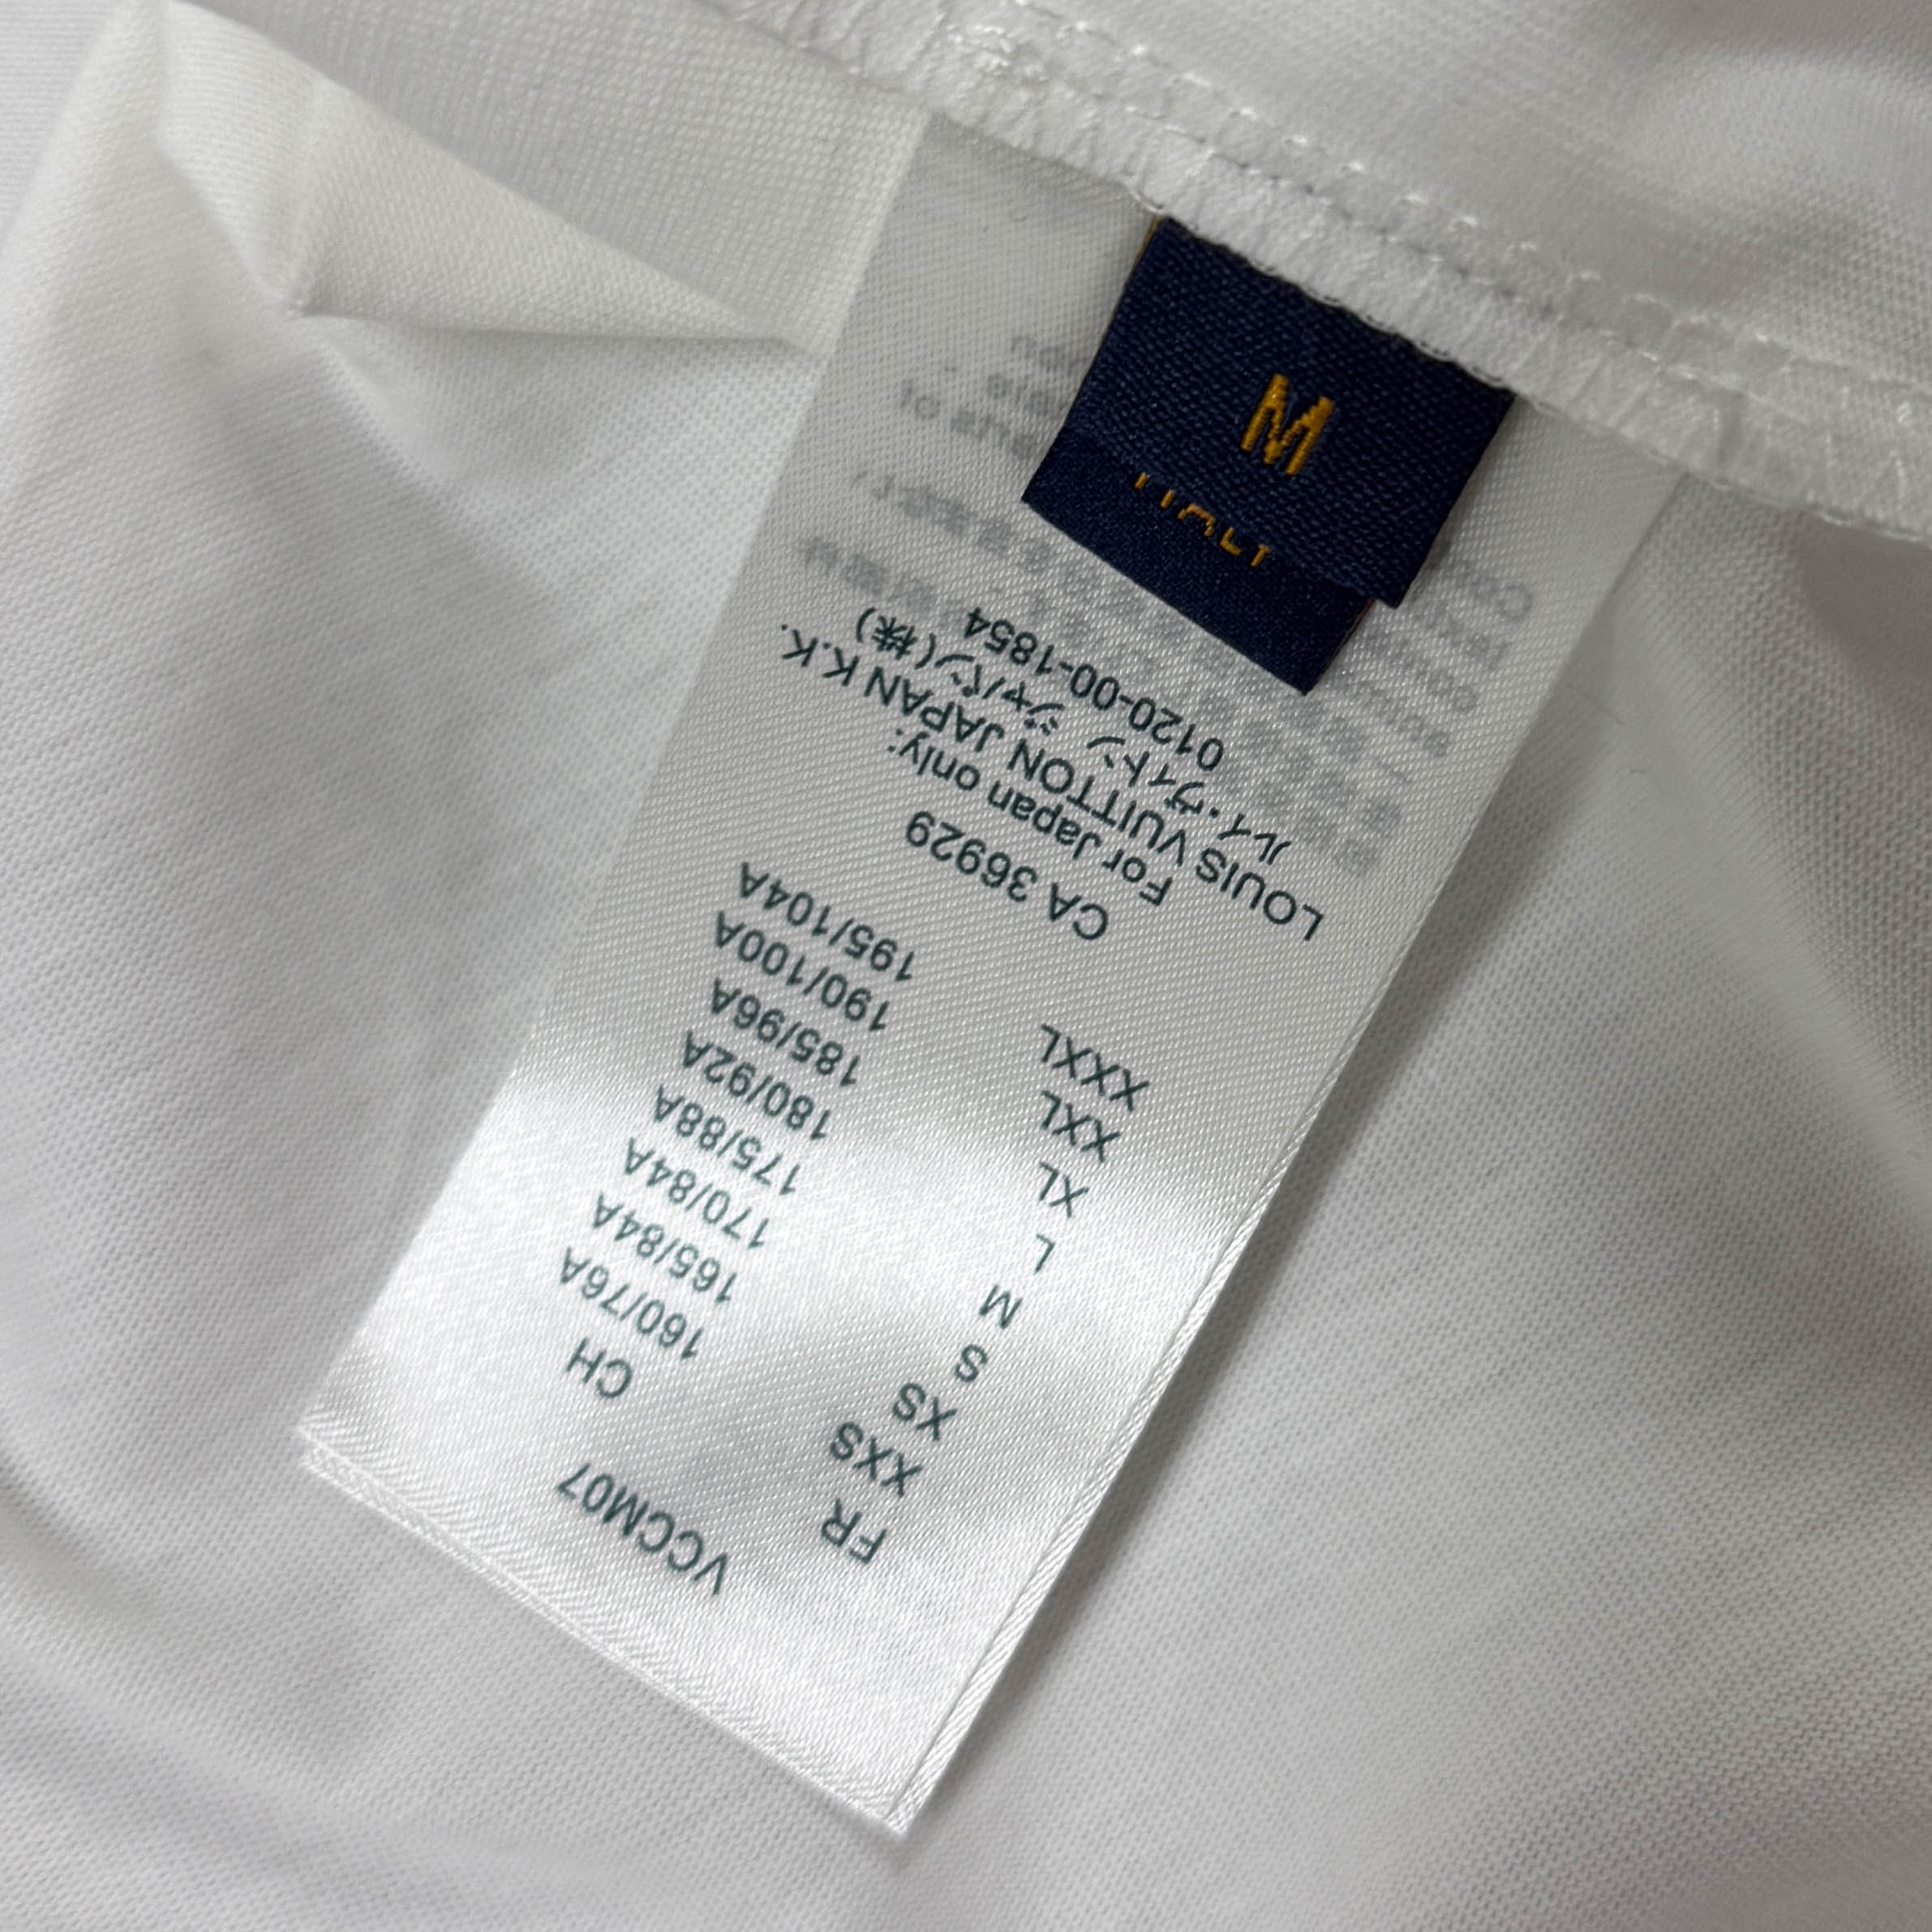 M
ITALY
VCCM07
FR CH
XXS 160/76A
XS 165/84A
S 170/84A
M 175/88A
L 180/92A
XL 185/96A
XXL 190/100A
XXXL 195/104A
CA 36929
For Japan only:
LOUIS VUITTON JAPAN K.K.
ルイ・ヴィトン ジャパン(株)
0120-00-1854